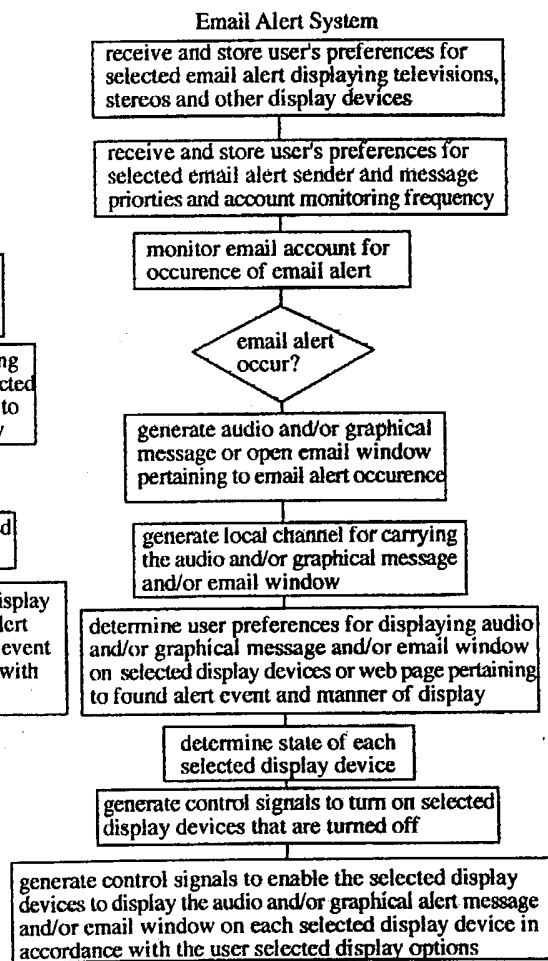 Email Alert System
receive and store user's preferences for
selected email alert displaying televisions,
stereos and other display devices
receive and store user's preferences for
selected email alert sender and message
priorties and account monitoring frequency
monitor email account for
occurence of email alert
email alert
occur?
ng
cted
to
y
generate audio and/or graphical
message or open email window
pertaining to email alert occurence
d
generate local channel for carrying
the audio and/or graphical message
and/or email window
isplay
lert
event
with
determine user preferences for displaying audio
and/or graphical message and/or email window
on selected display devices or web page pertaining
to found alert event and manner of display
determine state of each
selected display device
generate control signals to turn on selected
display devices that are turned off
generate control signals to enable the selected display
devices to display the audio and/or graphical alert message
and/or email window on each selected display device in
accordance with the user selected display options